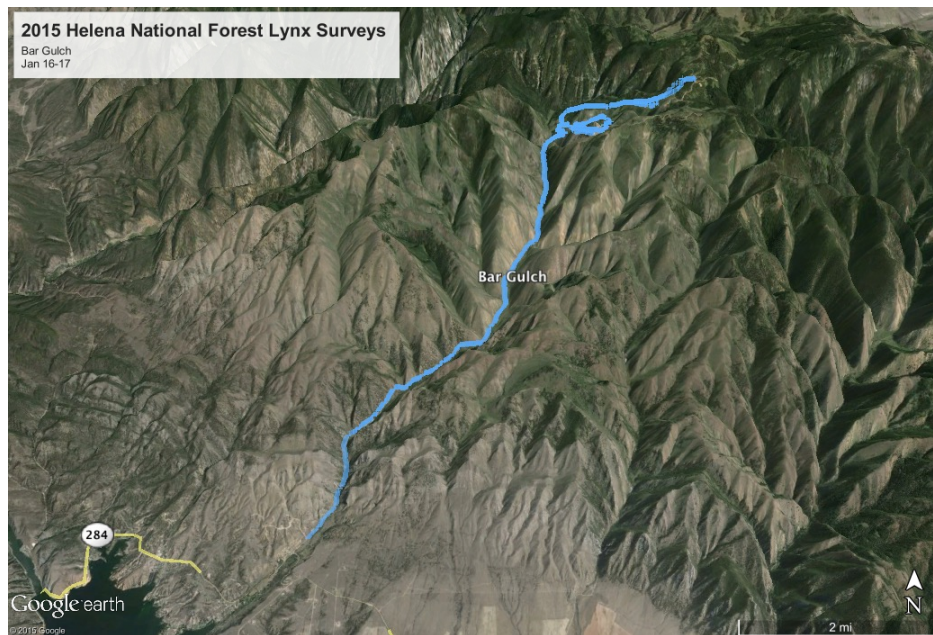 2015 Helena National Forest Lynx Surveys
Bar Gulch
Jan 16-17
Bar Gulch
284
Google earth
© 2015 Google
N
2 mi